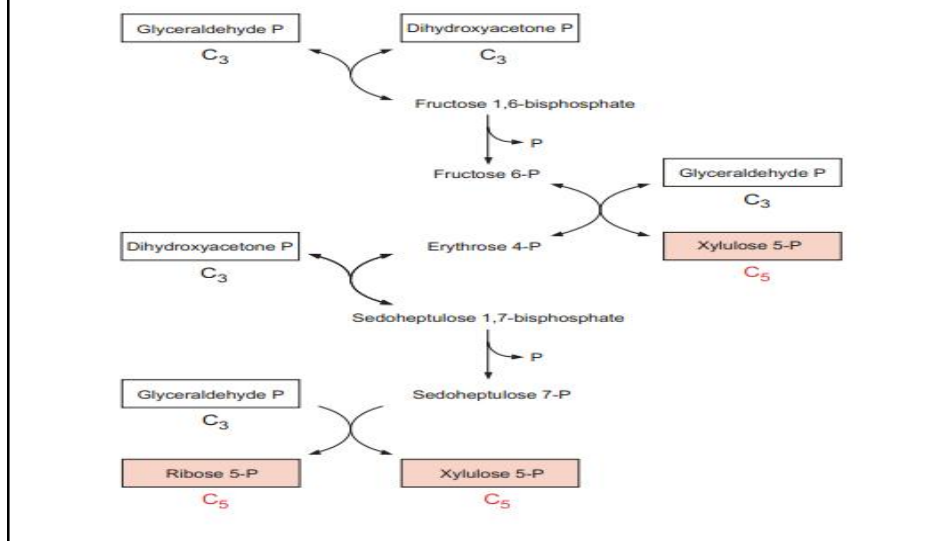 Glyceraldehyde P Dihydroxyacetone P
C3 C3
Fructose 1,6-bisphosphate
P
Fructose 6-P Glyceraldehyde P
C3
Dihydroxyacetone P Erythrose 4-P Xylulose 5-P
C3 C5
Sedoheptulose 1,7-bisphosphate
P
Glyceraldehyde P Sedoheptulose 7-P
C3
Ribose 5-P Xylulose 5-P
C5 C5